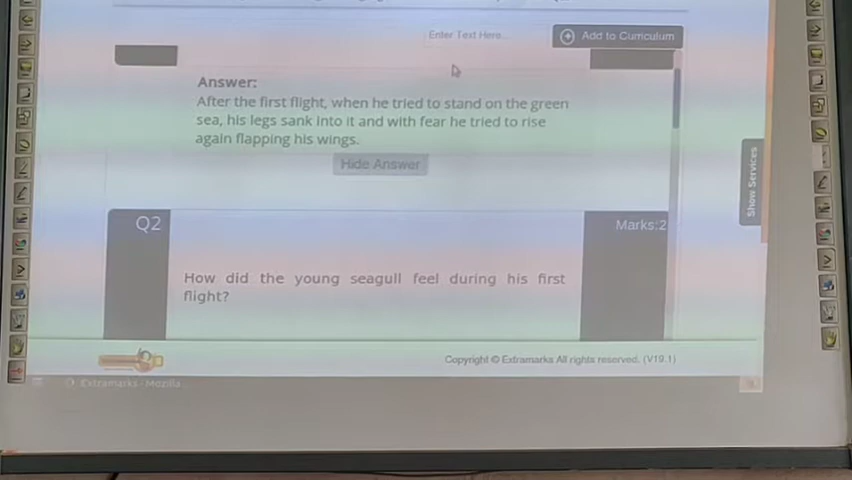 Enter Text Here...
Add to Curriculum
Answer:
After the first flight, when he tried to stand on the green
sea, his legs sank into it and with fear he tried to rise
again flapping his wings.
Hide Answer
Show Services
Q2
Marks:2
How did the young seagull feel during his first
flight?
Copyright © Extramarks All rights reserved. (V19.1)
Extramarks - Mozilla